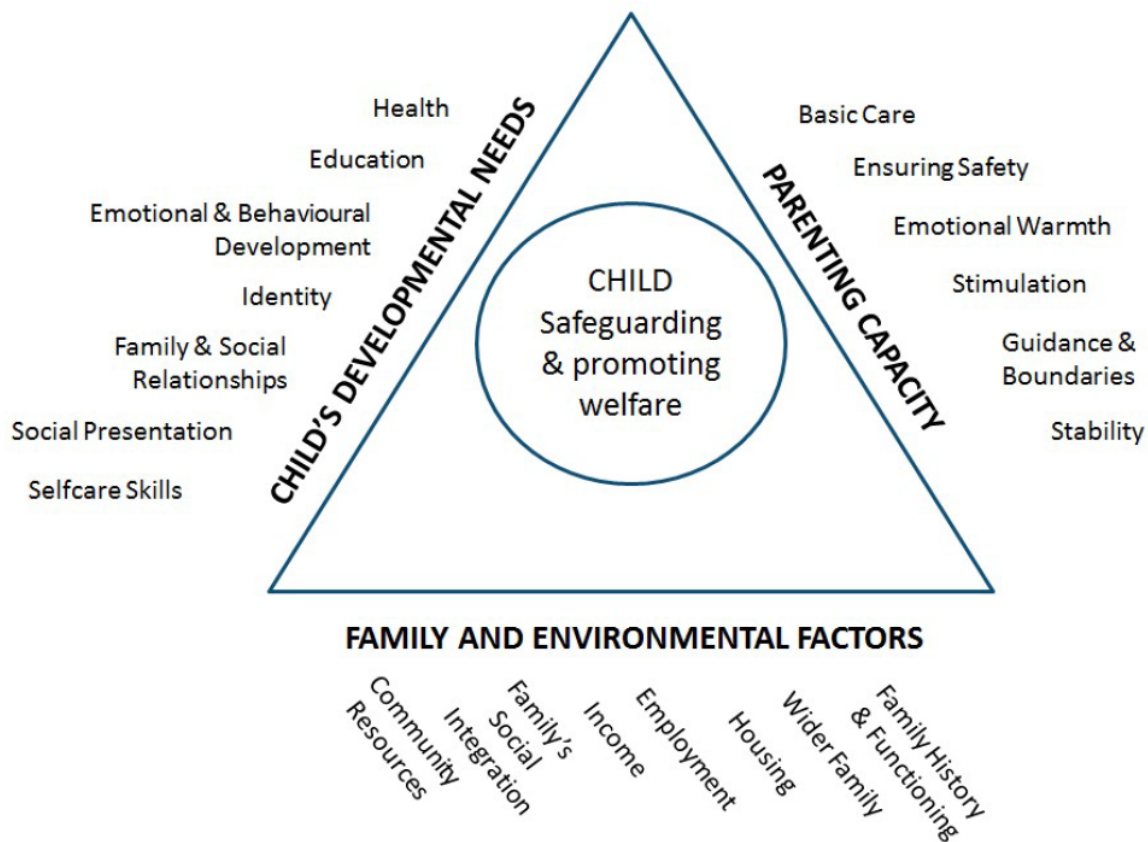 Health
Education
Emotional & Behavioural
Development
Identity
Family & Social
Relationships
Social Presentation
Selfcare Skills
CHILD'S DEVELOPMENTAL NEEDS
CHILD
Safeguarding
& promoting
welfare
PARENTING CAPACITY
Basic Care
Ensuring Safety
Emotional Warmth
Stimulation
Guidance &
Boundaries
Stability
FAMILY AND ENVIRONMENTAL FACTORS
Community
Resources
Family's
Social
Integration
Income
Employment
Housing
Wider Family
Family History
& Functioning